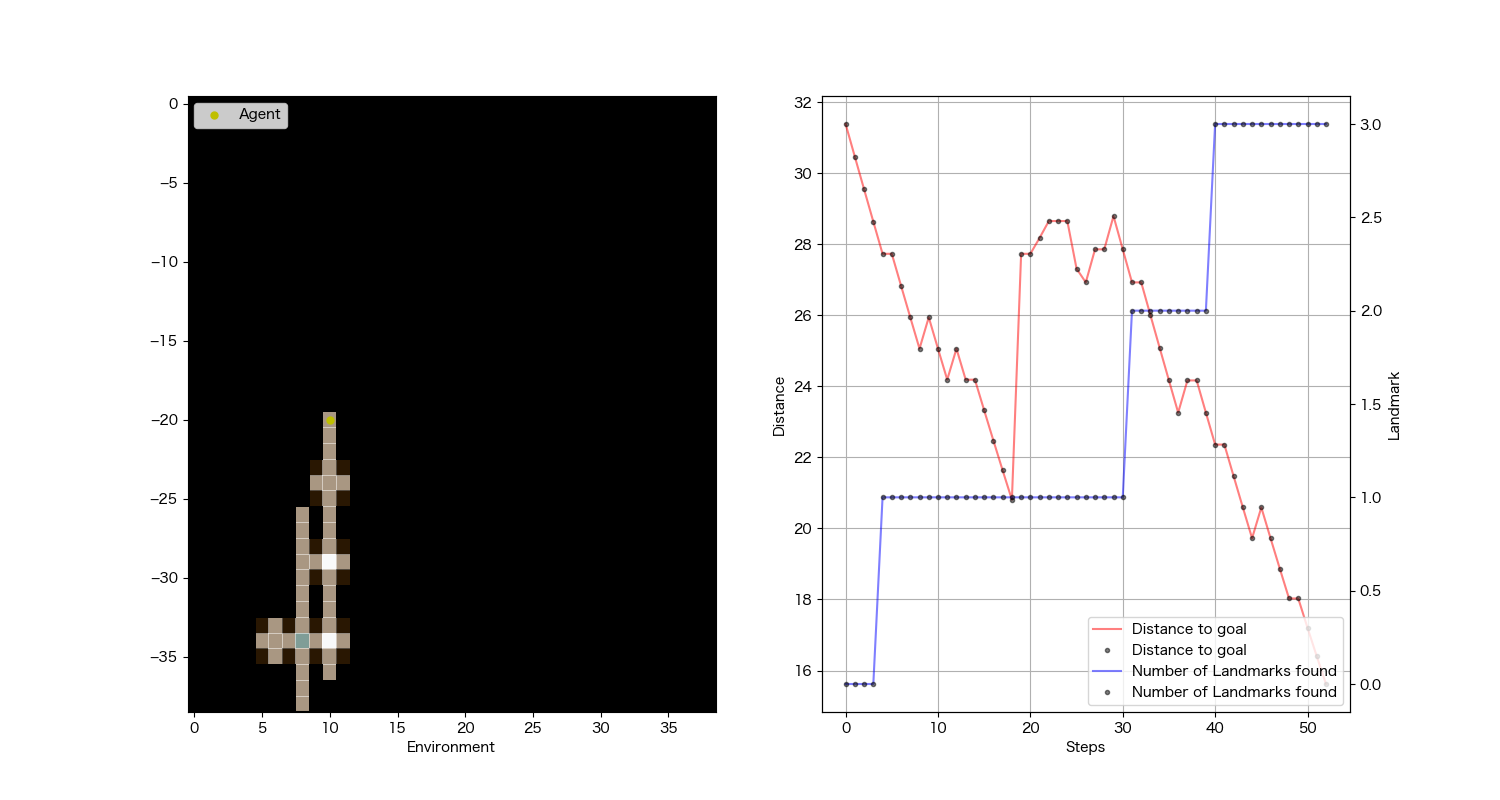 Agent
0
−5
−10
−15
−20
−25
−30
−35
0 5 10 15 20 25 30 35
Environment
32
30
28
26
24
22
20
18
16
Distance
3.0
2.5
2.0
1.5
1.0
0.5
0.0
Landmark
Distance to goal
Distance to goal
Number of Landmarks found
Number of Landmarks found
0 10 20 30 40 50
Steps